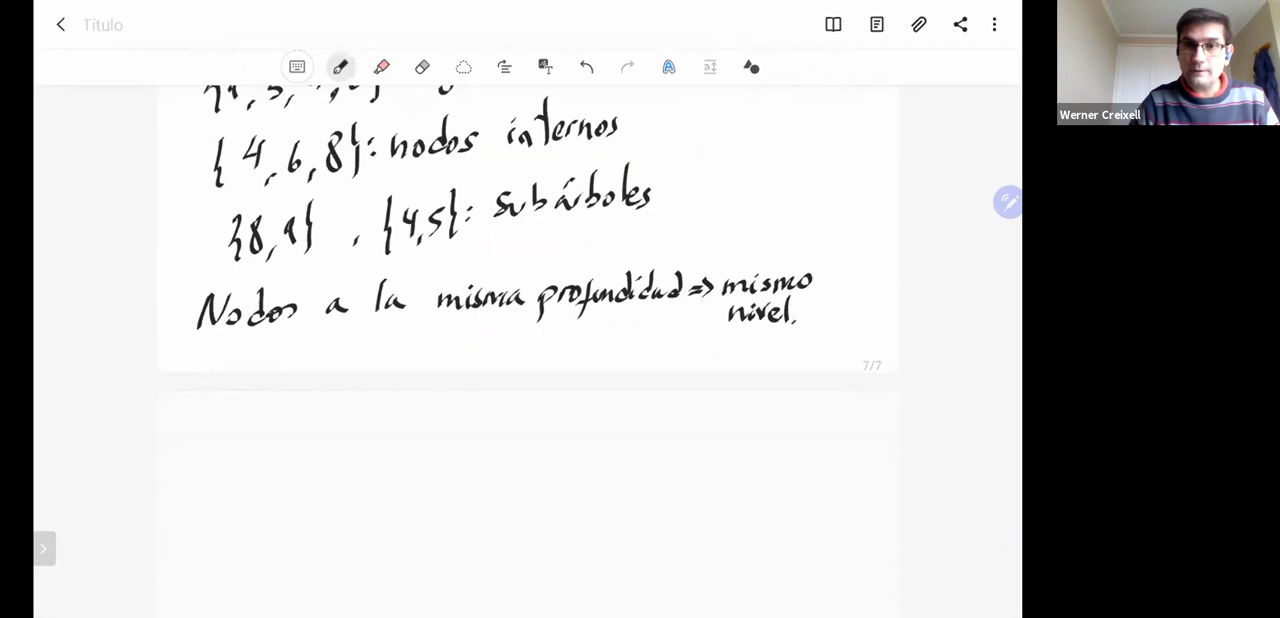 Título
Werner Creixell
{4, 6, 8}: nodos internos
{8, 9} , {4,5}: subárboles
Nodos a la misma profundidad => mismo
nivel.
7/7